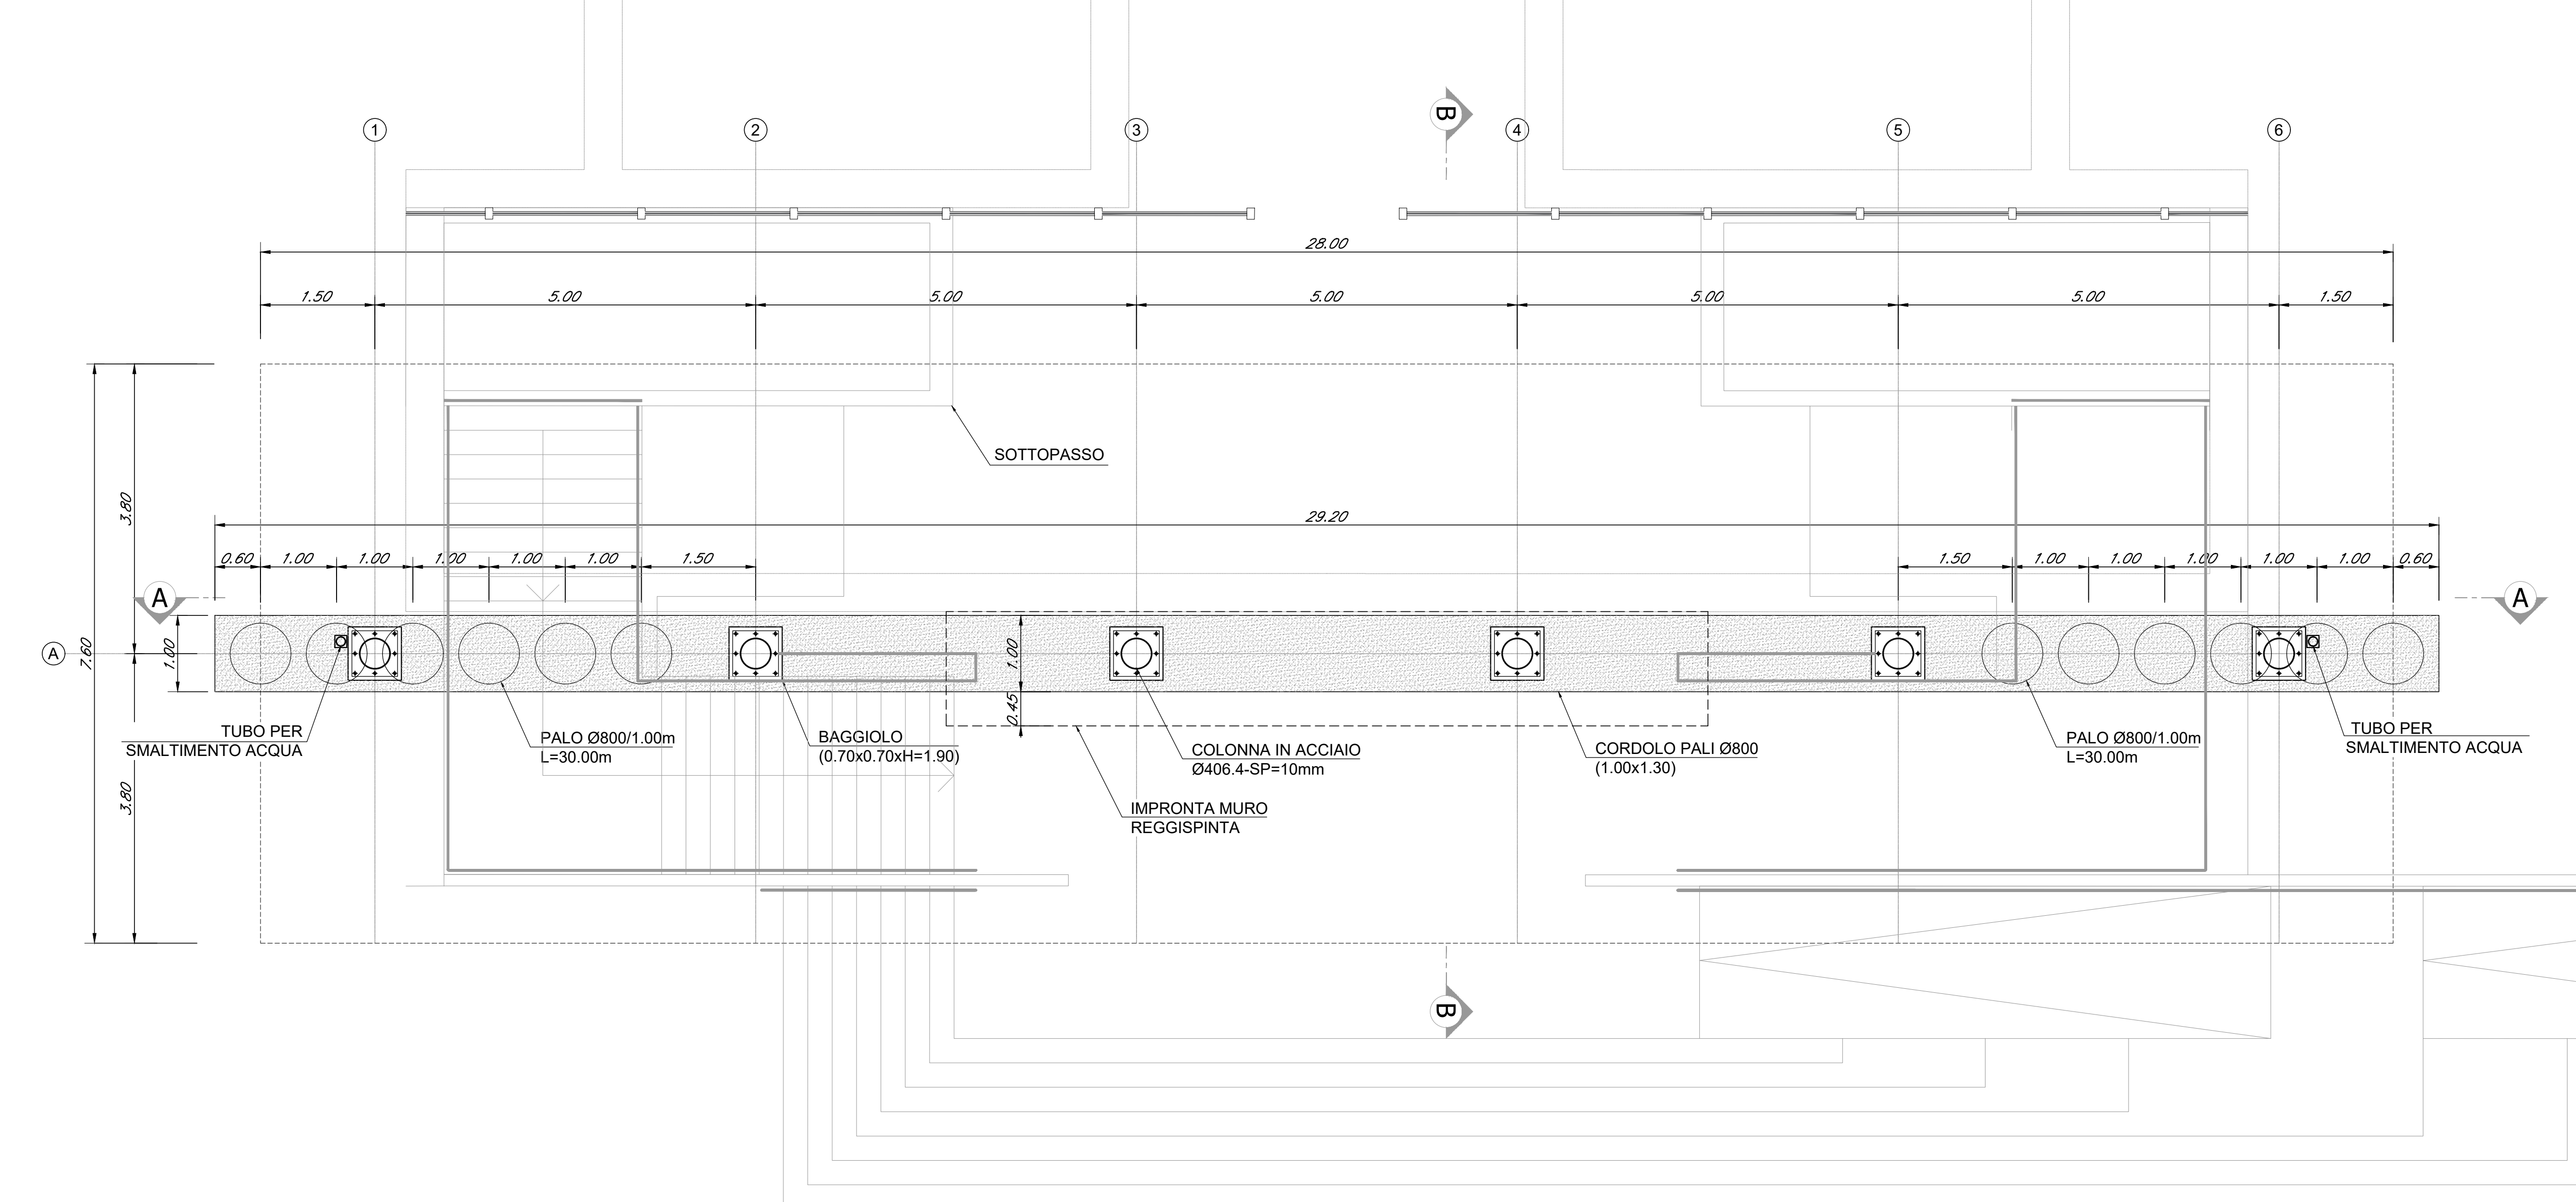 B
1
2
3
4
5
6
28.00
1.50
5.00
5.00
5.00
5.00
5.00
1.50
SOTTOPASSO
3.80
29.20
0.60
1.00
1.00
1.00
1.00
1.00
1.50
1.50
1.00
1.00
1.00
1.00
1.00
0.60
A
A
A
7.60
1.00
1.00
0.45
TUBO PER
SMALTIMENTO ACQUA
PALO Ø800/1.00m
L=30.00m
BAGGIOLO
(0.70x0.70xH=1.90)
COLONNA IN ACCIAIO
Ø406.4-SP=10mm
CORDOLO PALI Ø800
(1.00x1.30)
PALO Ø800/1.00m
L=30.00m
TUBO PER
SMALTIMENTO ACQUA
3.80
IMPRONTA MURO
REGGISPINTA
B